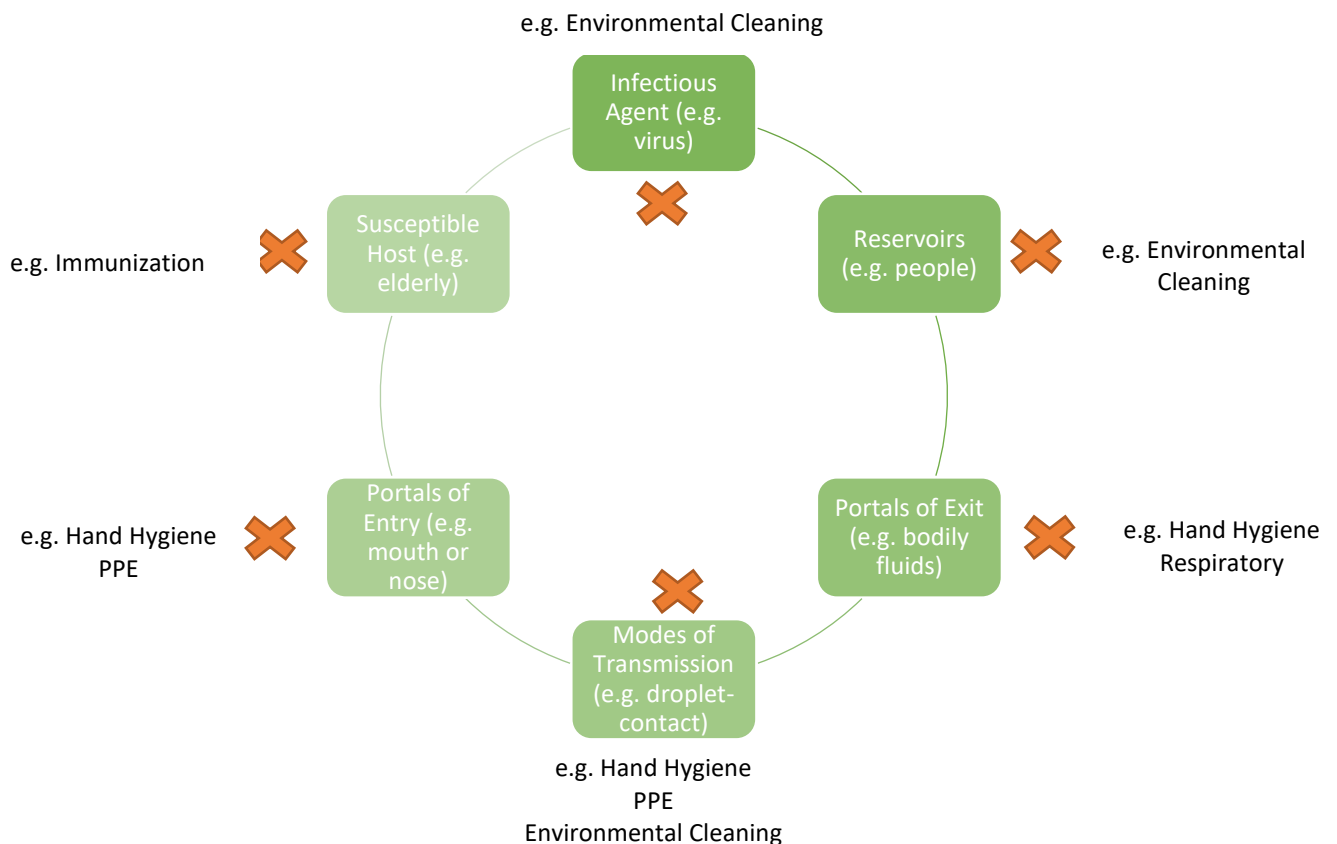 e.g. Environmental Cleaning
Infectious
Agent (e.g.
virus)
Reservoirs
(e.g. people)
e.g. Environmental
Cleaning
Portals of Exit
(e.g. bodily
fluids)
e.g. Hand Hygiene
Respiratory
Modes of
Transmission
(e.g. droplet-
contact)
e.g. Hand Hygiene
PPE
Environmental Cleaning
Portals of
Entry (e.g.
mouth or
nose)
e.g. Hand Hygiene
PPE
Susceptible
Host (e.g.
elderly)
e.g. Immunization